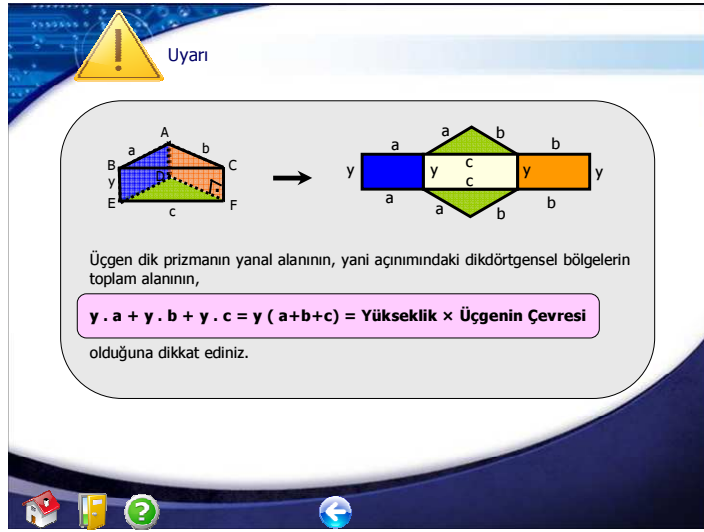 Uyarı
A
a b
B C
y D
E F
c
a a b b
y y c y y
c
a a b b
Üçgen dik prizmanın yanal alanının, yani açınımındaki dikdörtgensel bölgelerin
toplam alanının,
y . a + y . b + y . c = y ( a+b+c) = Yükseklik × Üçgenin Çevresi
olduğuna dikkat ediniz.